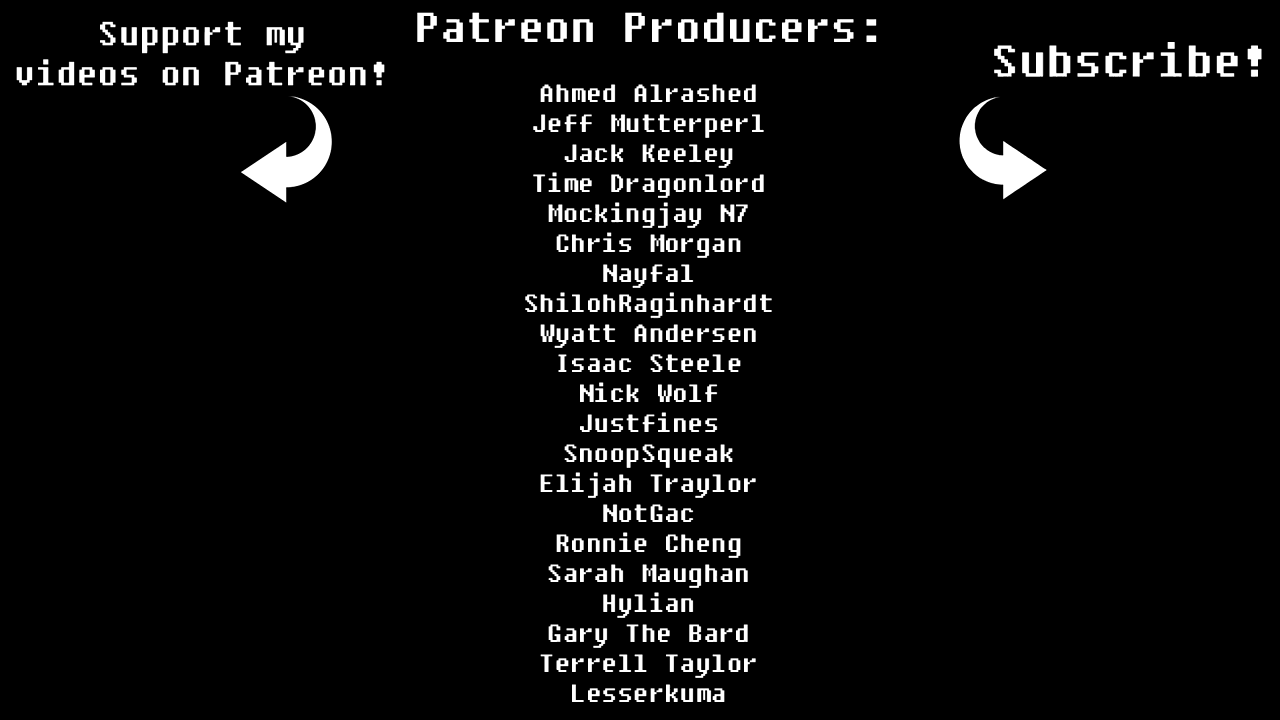 Support my
videos on Patreon!
Patreon Producers:
Ahmed Alrashed
Jeff Mutterperl
Jack Keeley
Time Dragonlord
Mockingjay N7
Chris Morgan
Nayfal
ShilohRaginhardt
Wyatt Andersen
Isaac Steele
Nick Wolf
Justfines
SnoopSqueak
Elijah Traylor
NotGac
Ronnie Cheng
Sarah Maughan
Hylian
Gary The Bard
Terrell Taylor
Lesserkuma
Subscribe!